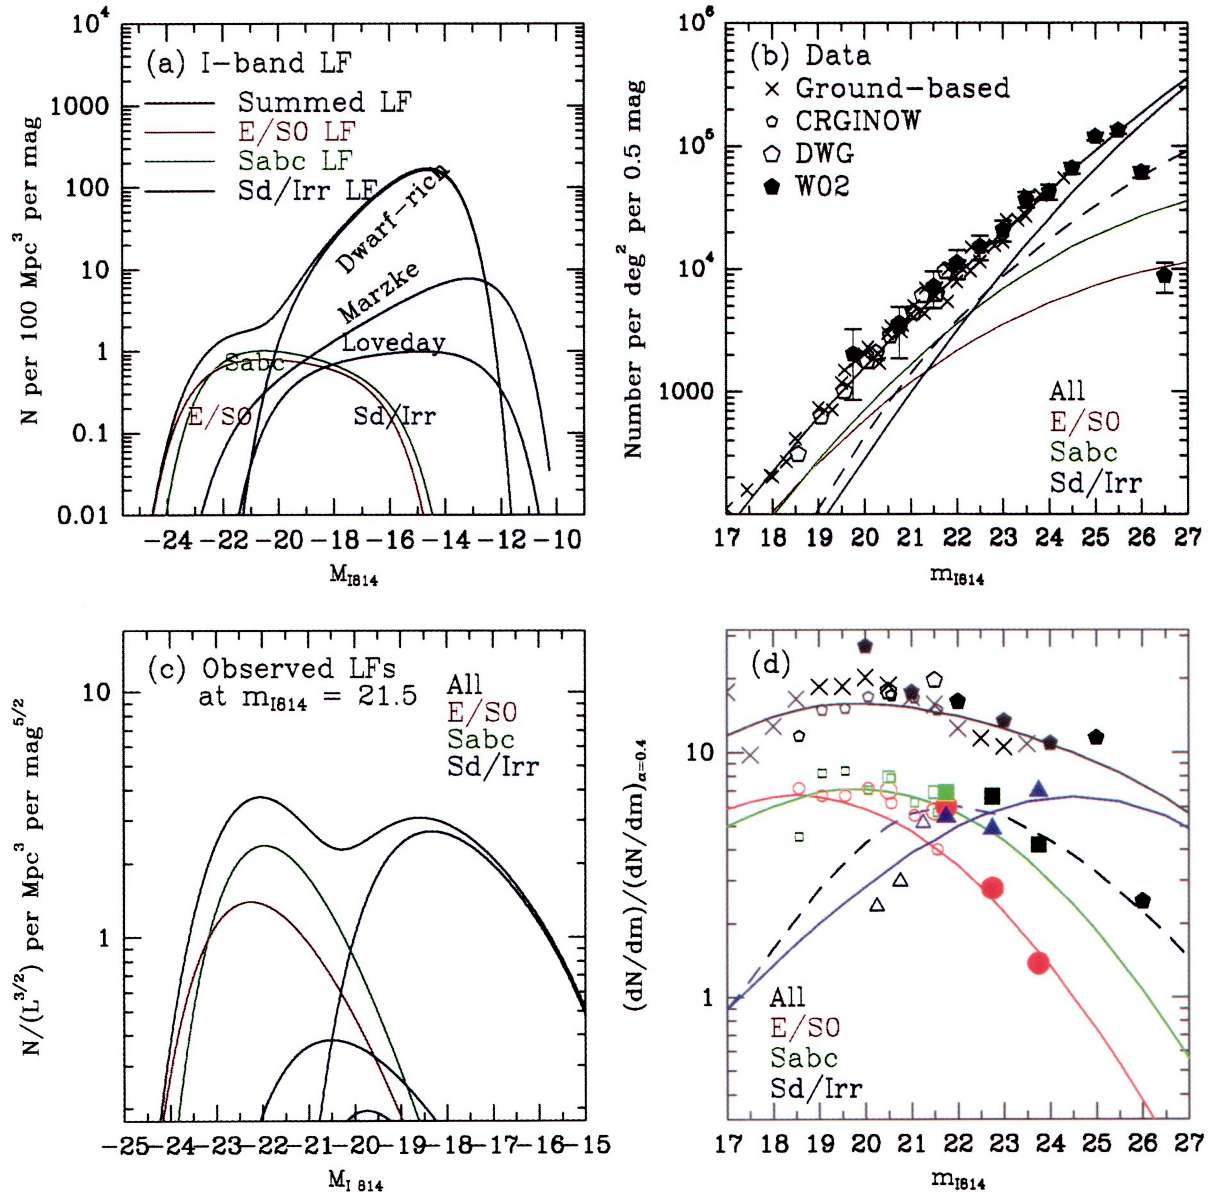 10⁴
1000
100
10
1
0.1
0.01
N per 100 Mpc³ per mag
(a) I-band LF
Summed LF
E/S0 LF
Sabc LF
Sd/Irr LF
Dwarf-rich
Marzke
Loveday
Sabc
E/S0
Sd/Irr
-24 -22 -20 -18 -16 -14 -12 -10
M_I814
10⁶
10⁵
10⁴
1000
Number per deg² per 0.5 mag
(b) Data
Ground-based
CRGINOW
DWG
W02
All
E/S0
Sabc
Sd/Irr
17 18 19 20 21 22 23 24 25 26 27
m_I814
10
1
N/(L^3/2) per Mpc³ per mag^5/2
(c) Observed LFs
at m_I814 = 21.5
All
E/S0
Sabc
Sd/Irr
-25 -24 -23 -22 -21 -20 -19 -18 -17 -16 -15
M_I 814
10
1
(dN/dm)/(dN/dm)_α=0.4
(d)
All
E/S0
Sabc
Sd/Irr
17 18 19 20 21 22 23 24 25 26 27
m_I814